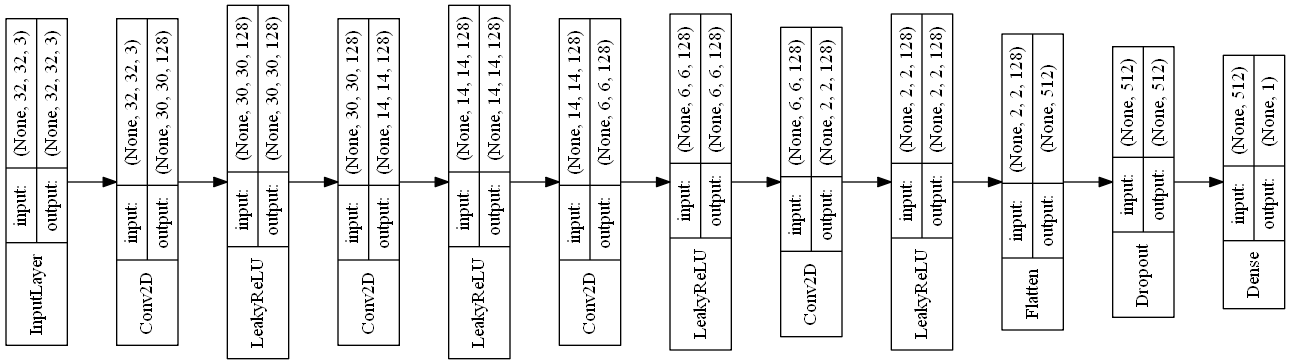 InputLayer
input:
(None, 32, 32, 3)
output:
(None, 32, 32, 3)
Conv2D
input:
(None, 32, 32, 3)
output:
(None, 30, 30, 128)
LeakyReLU
input:
(None, 30, 30, 128)
output:
(None, 30, 30, 128)
Conv2D
input:
(None, 30, 30, 128)
output:
(None, 14, 14, 128)
LeakyReLU
input:
(None, 14, 14, 128)
output:
(None, 14, 14, 128)
Conv2D
input:
(None, 14, 14, 128)
output:
(None, 6, 6, 128)
LeakyReLU
input:
(None, 6, 6, 128)
output:
(None, 6, 6, 128)
Conv2D
input:
(None, 6, 6, 128)
output:
(None, 2, 2, 128)
LeakyReLU
input:
(None, 2, 2, 128)
output:
(None, 2, 2, 128)
Flatten
input:
(None, 2, 2, 128)
output:
(None, 512)
Dropout
input:
(None, 512)
output:
(None, 512)
Dense
input:
(None, 512)
output:
(None, 1)